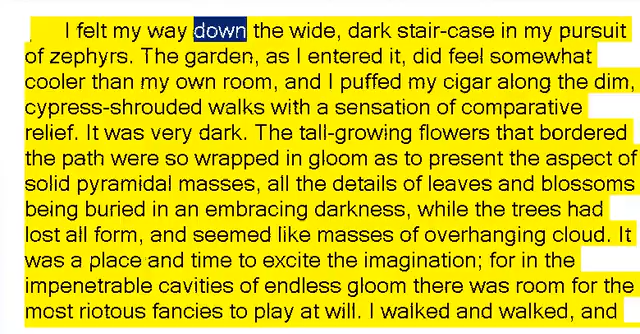 I felt my way down the wide, dark stair-case in my pursuit
of zephyrs. The garden, as I entered it, did feel somewhat
cooler than my own room, and I puffed my cigar along the dim,
cypress-shrouded walks with a sensation of comparative
relief. It was very dark. The tall-growing flowers that bordered
the path were so wrapped in gloom as to present the aspect of
solid pyramidal masses, all the details of leaves and blossoms
being buried in an embracing darkness, while the trees had
lost all form, and seemed like masses of overhanging cloud. It
was a place and time to excite the imagination; for in the
impenetrable cavities of endless gloom there was room for the
most riotous fancies to play at will. I walked and walked, and